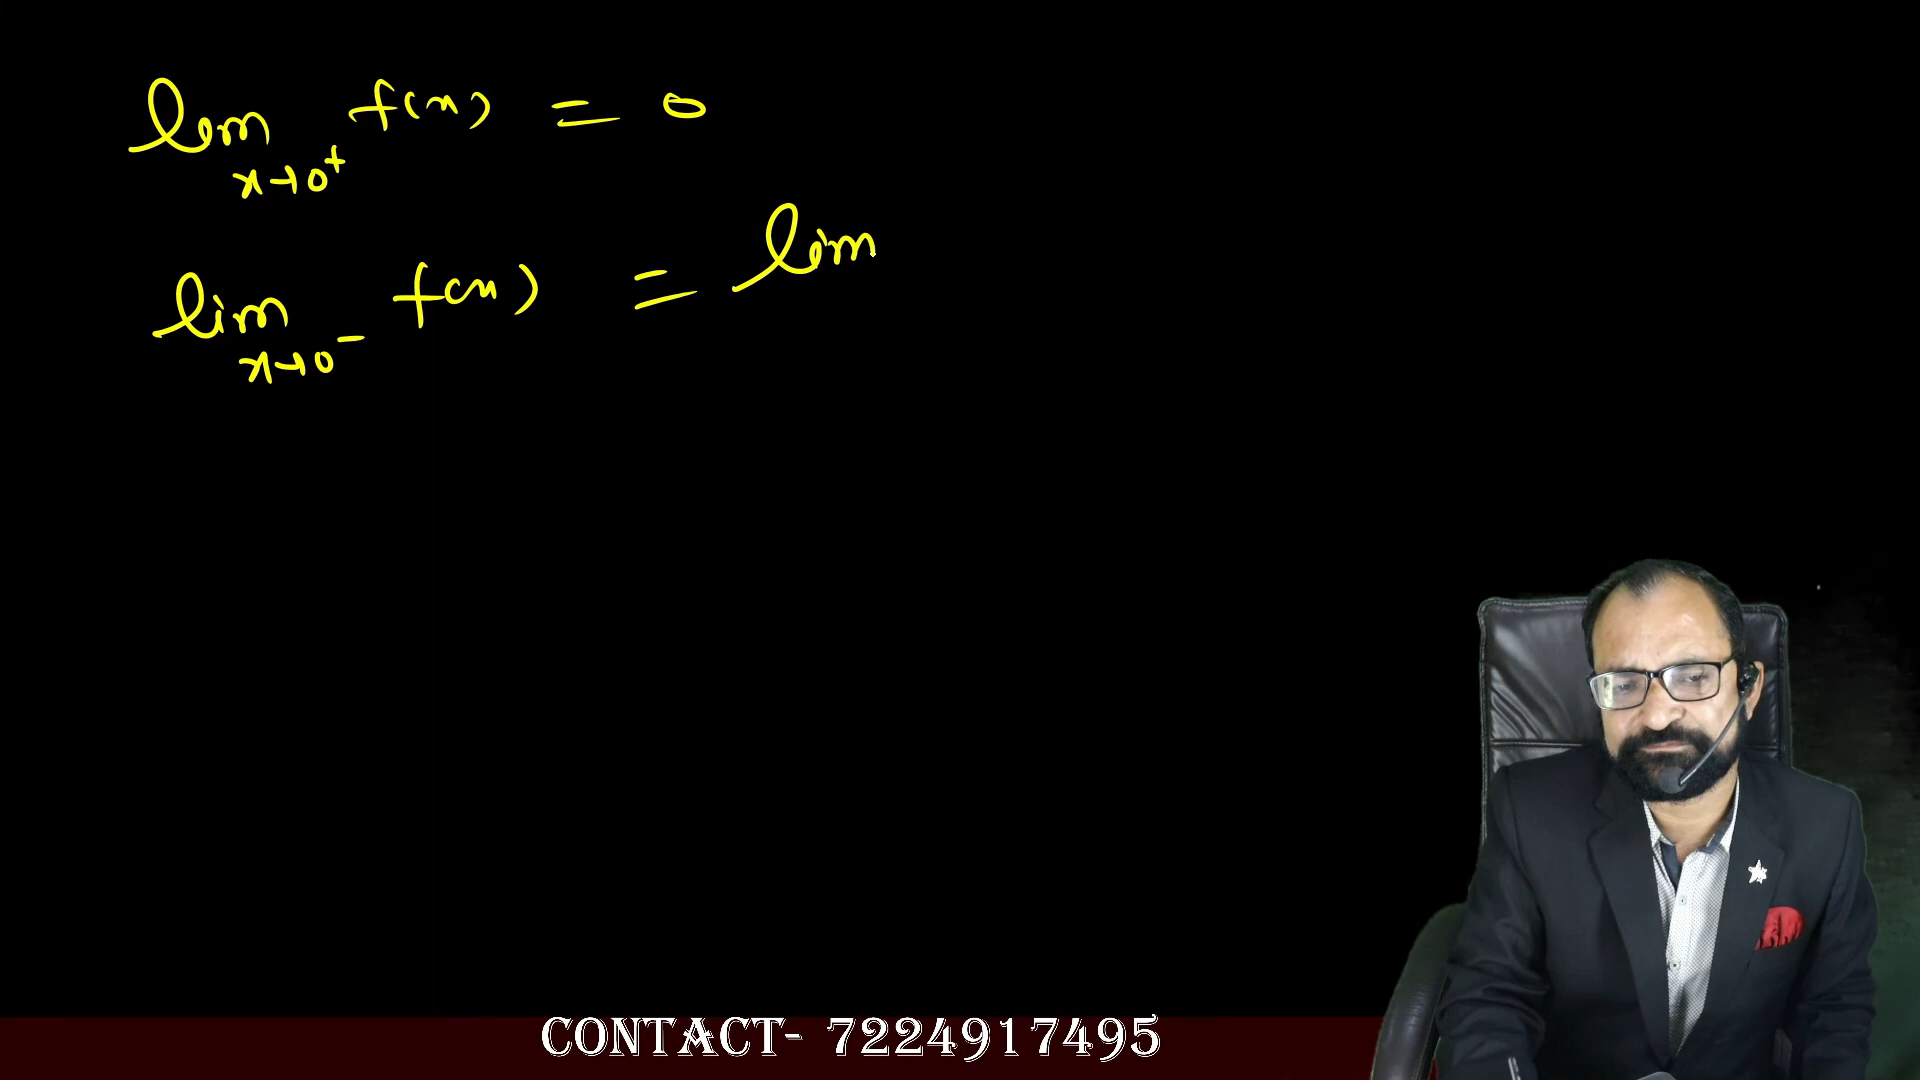 lim x→0⁺ f(x) = 0
lim x→0⁻ f(x) = lim
CONTACT- 7224917495